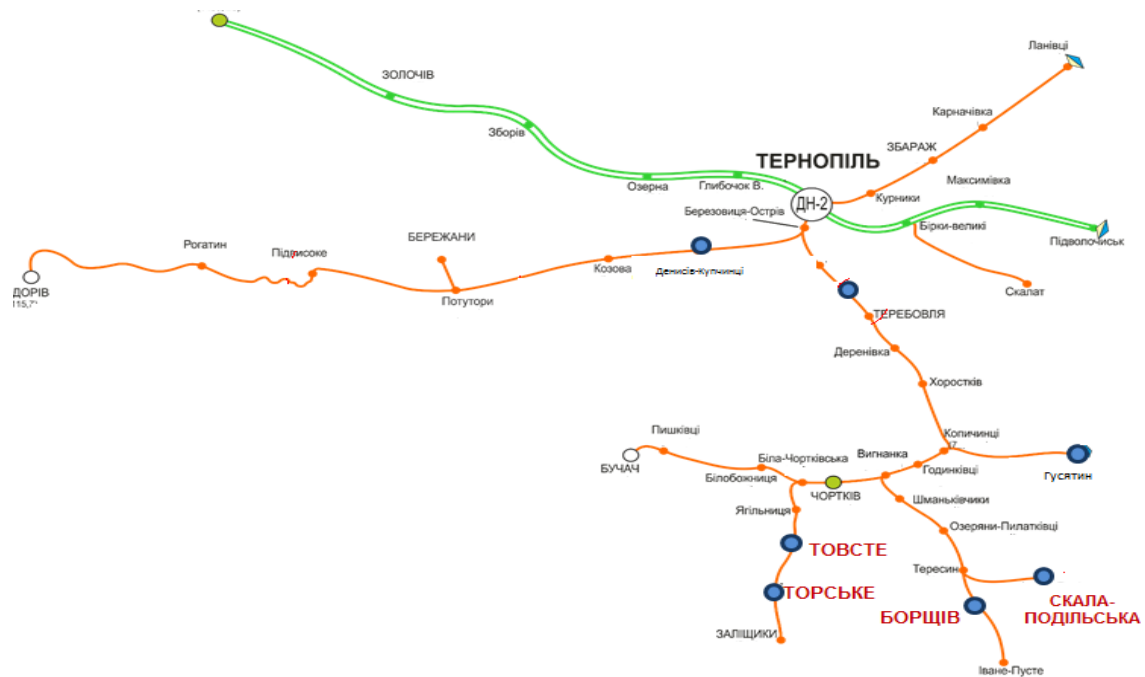 Ланівці
ЗОЛОЧІВ
Карначівка
Зборів
ЗБАРАЖ
ТЕРНОПІЛЬ
Максимівка
Озерна
Глибочок В.
ДН-2
Курники
Березовиця-Острів
Бірки-великі
Підволочиськ
Рогатин
Підвисоке
БЕРЕЖАНИ
Козова
Денисів-Купчинці
ДОРІВ
115,7
Потутори
Скалат
ТЕРЕБОВЛЯ
Деренівка
Хоростків
Пишківці
Копичинці
БУЧАЧ
Біла-Чортківська
Вигнанка
Білобожниця
Годинківці
Гусятин
ЧОРТКІВ
Шманьківчики
Ягільниця
Озеряни-Пилатківці
ТОВСТЕ
Тересин
ТОРСЬКЕ
СКАЛА-
ПОДІЛЬСЬКА
БОРЩІВ
ЗАЛІЩИКИ
Іване-Пусте